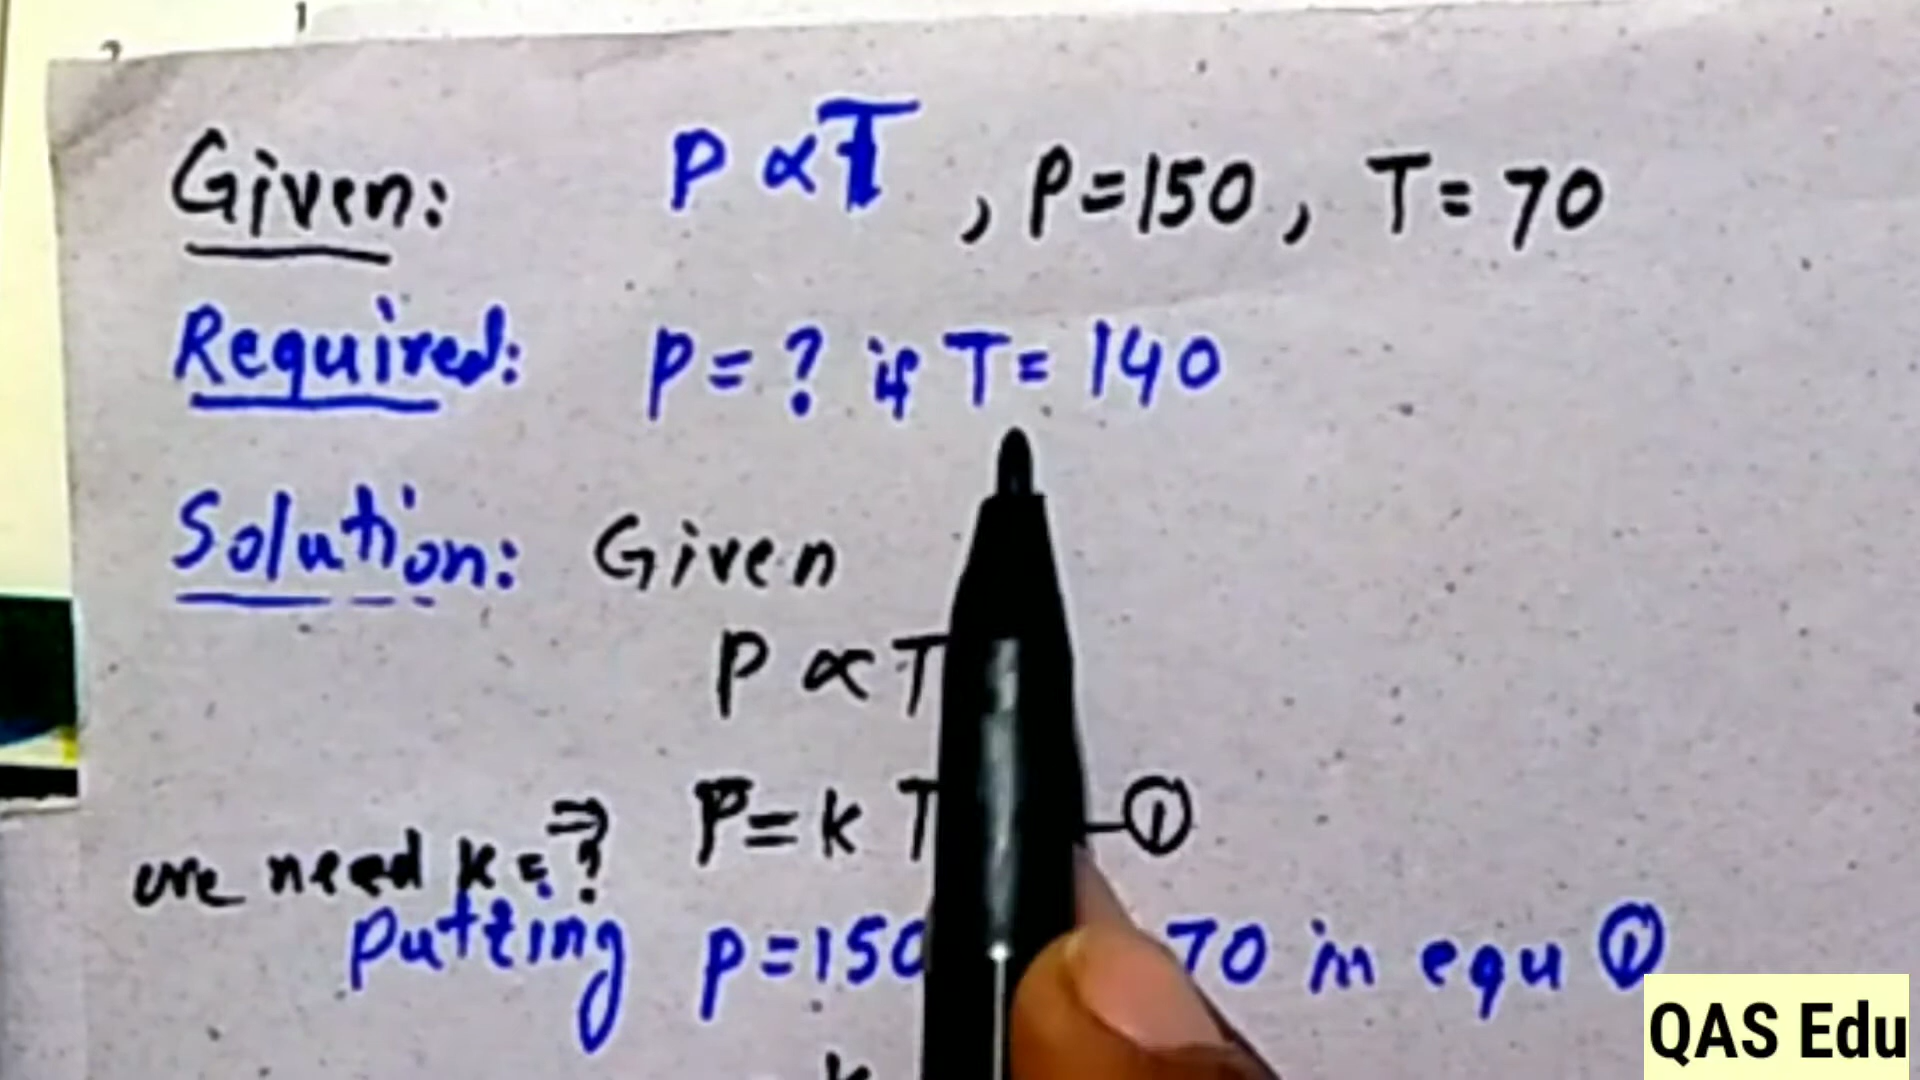 Given: P ∝ T, P=150, T=70
Required: P=? if T=140
Solution: Given
P ∝ T
⇒ P=kT —①
we need k=?
Putting P=150 70 in equ ①
k
QAS Edu